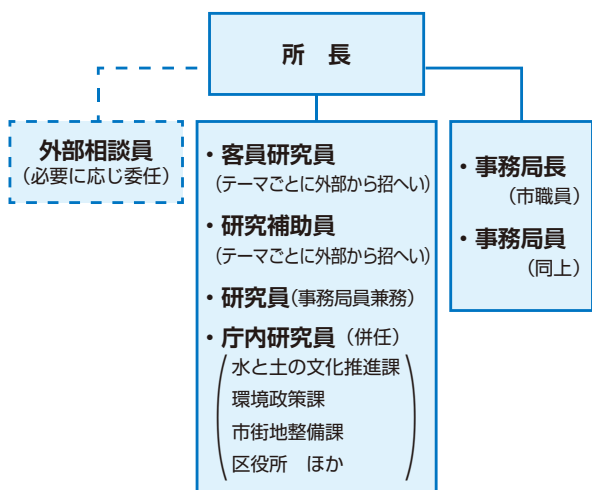 所　長
外部相談員
（必要に応じ委任）
・客員研究員
（テーマごとに外部から招へい）
・研究補助員
（テーマごとに外部から招へい）
・研究員（事務局員兼務）
・庁内研究員（併任）
水と土の文化推進課
環境政策課
市街地整備課
区役所　ほか
・事務局長
（市職員）
・事務局員
（同上）